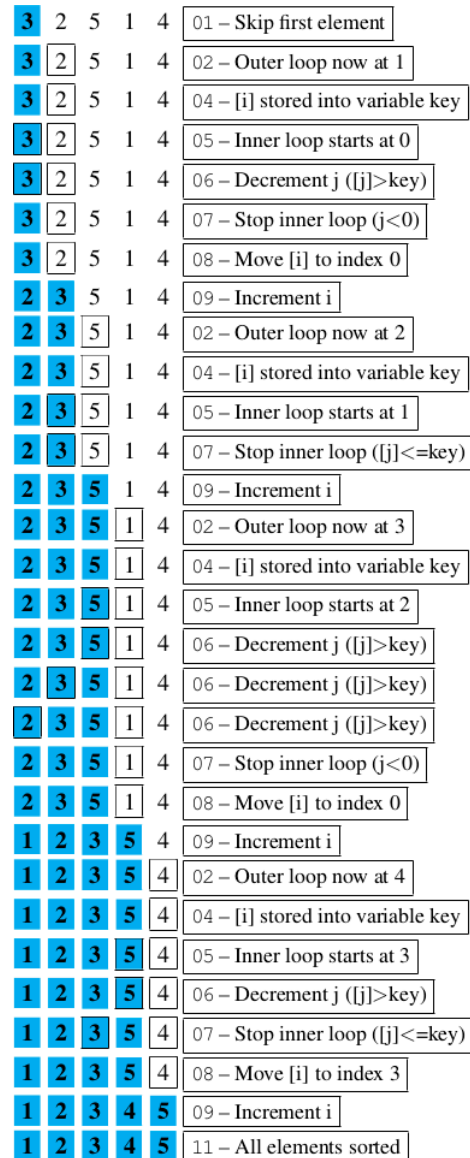 3 2 5 1 4 01 – Skip first element
3 2 5 1 4 02 – Outer loop now at 1
3 2 5 1 4 04 – [i] stored into variable key
3 2 5 1 4 05 – Inner loop starts at 0
3 2 5 1 4 06 – Decrement j ([j]>key)
3 2 5 1 4 07 – Stop inner loop (j<0)
3 2 5 1 4 08 – Move [i] to index 0
2 3 5 1 4 09 – Increment i
2 3 5 1 4 02 – Outer loop now at 2
2 3 5 1 4 04 – [i] stored into variable key
2 3 5 1 4 05 – Inner loop starts at 1
2 3 5 1 4 07 – Stop inner loop ([j]<=key)
2 3 5 1 4 09 – Increment i
2 3 5 1 4 02 – Outer loop now at 3
2 3 5 1 4 04 – [i] stored into variable key
2 3 5 1 4 05 – Inner loop starts at 2
2 3 5 1 4 06 – Decrement j ([j]>key)
2 3 5 1 4 06 – Decrement j ([j]>key)
2 3 5 1 4 06 – Decrement j ([j]>key)
2 3 5 1 4 07 – Stop inner loop (j<0)
2 3 5 1 4 08 – Move [i] to index 0
1 2 3 5 4 09 – Increment i
1 2 3 5 4 02 – Outer loop now at 4
1 2 3 5 4 04 – [i] stored into variable key
1 2 3 5 4 05 – Inner loop starts at 3
1 2 3 5 4 06 – Decrement j ([j]>key)
1 2 3 5 4 07 – Stop inner loop ([j]<=key)
1 2 3 5 4 08 – Move [i] to index 3
1 2 3 4 5 09 – Increment i
1 2 3 4 5 11 – All elements sorted